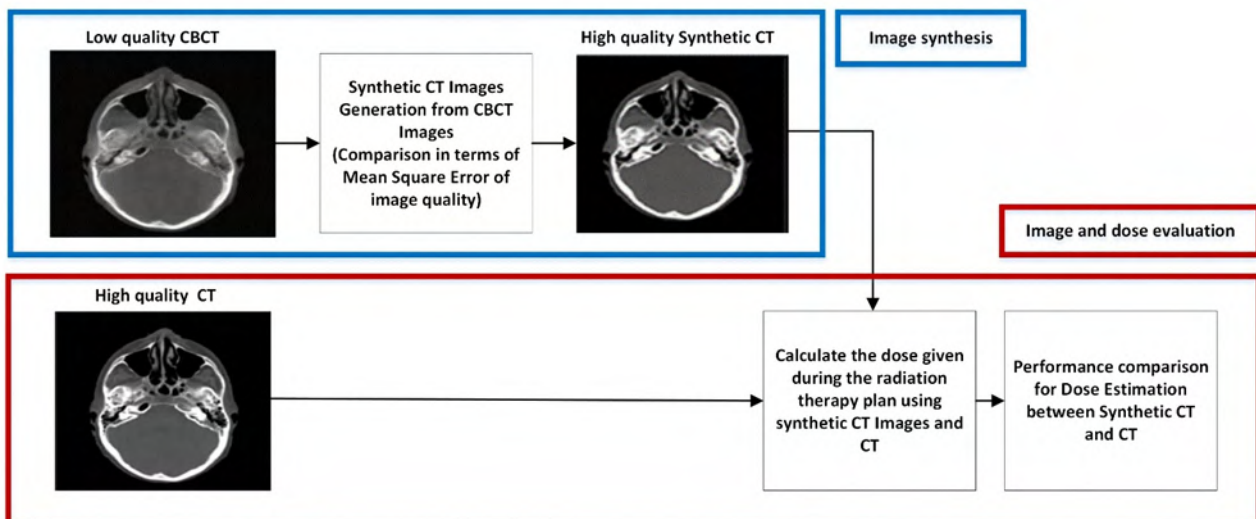 Low quality CBCT
High quality Synthetic CT
Image synthesis
Synthetic CT Images
Generation from CBCT
Images
(Comparison in terms of
Mean Square Error of
image quality)
Image and dose evaluation
High quality CT
Calculate the dose given
during the radiation
therapy plan using
synthetic CT Images and
CT
Performance comparison
for Dose Estimation
between Synthetic CT
and CT